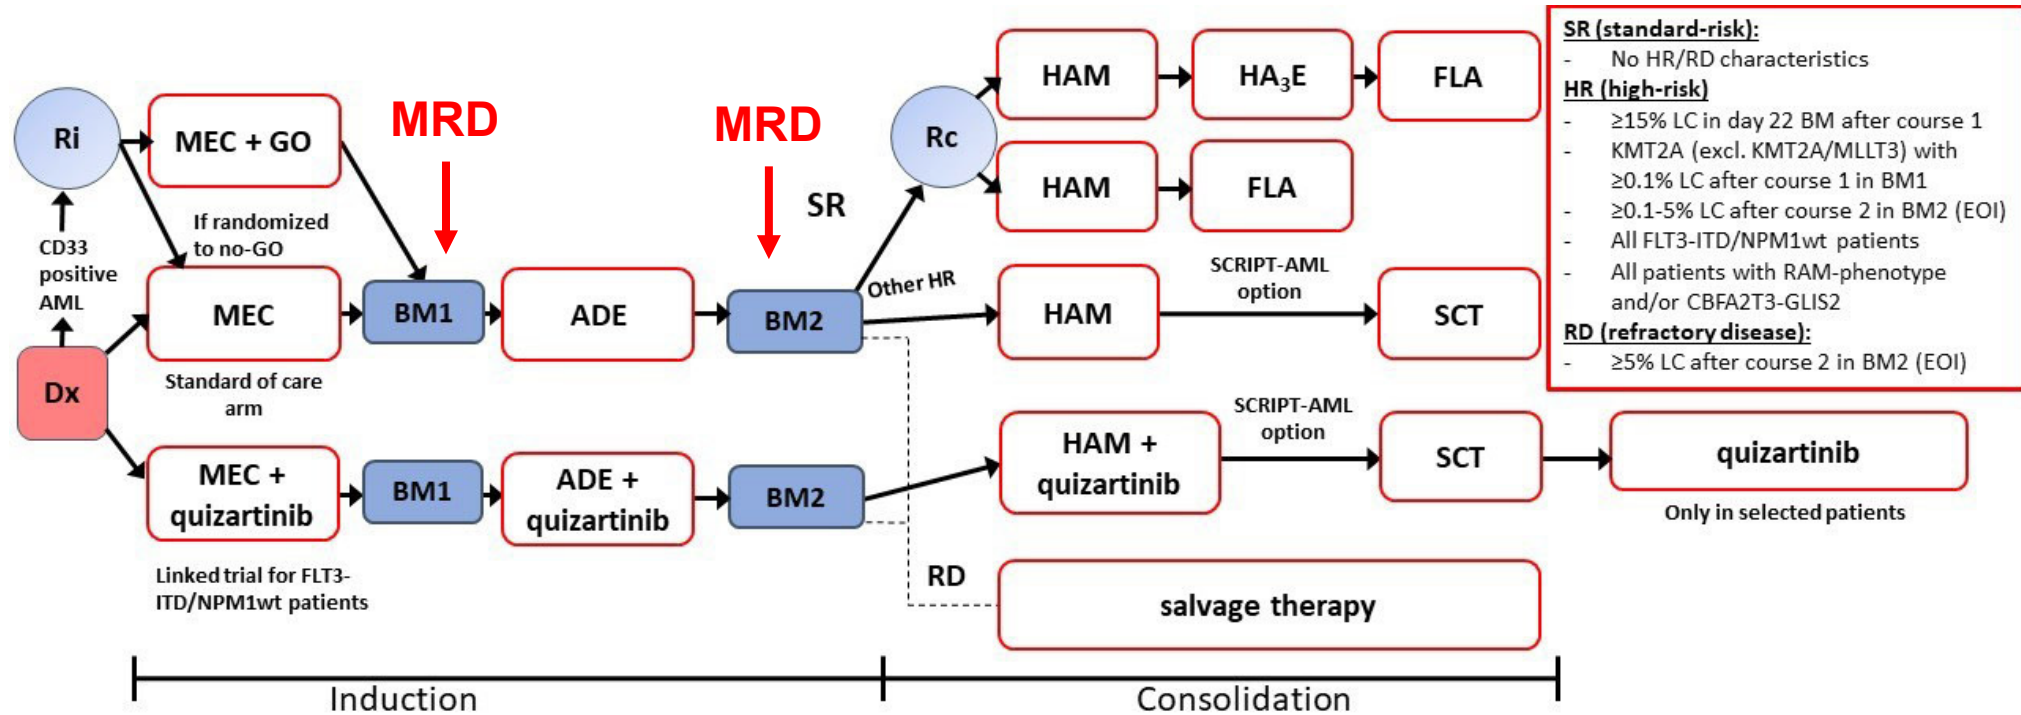 Ri
MEC + GO
MRD
MRD
Rc
HAM
HA₃E
FLA
HAM
FLA
SR
CD33
positive
AML
If randomized
to no-GO
Dx
MEC
BM1
ADE
BM2
Other HR
HAM
SCRIPT-AML
option
SCT
Standard of care
arm
MEC +
quizartinib
BM1
ADE +
quizartinib
BM2
HAM +
quizartinib
SCRIPT-AML
option
SCT
quizartinib
Only in selected patients
Linked trial for FLT3-
ITD/NPM1wt patients
RD
salvage therapy
Induction
Consolidation
SR (standard-risk):
- No HR/RD characteristics
HR (high-risk)
- ≥15% LC in day 22 BM after course 1
- KMT2A (excl. KMT2A/MLLT3) with
≥0.1% LC after course 1 in BM1
- ≥0.1-5% LC after course 2 in BM2 (EOI)
- All FLT3-ITD/NPM1wt patients
- All patients with RAM-phenotype
and/or CBFA2T3-GLIS2
RD (refractory disease):
- ≥5% LC after course 2 in BM2 (EOI)